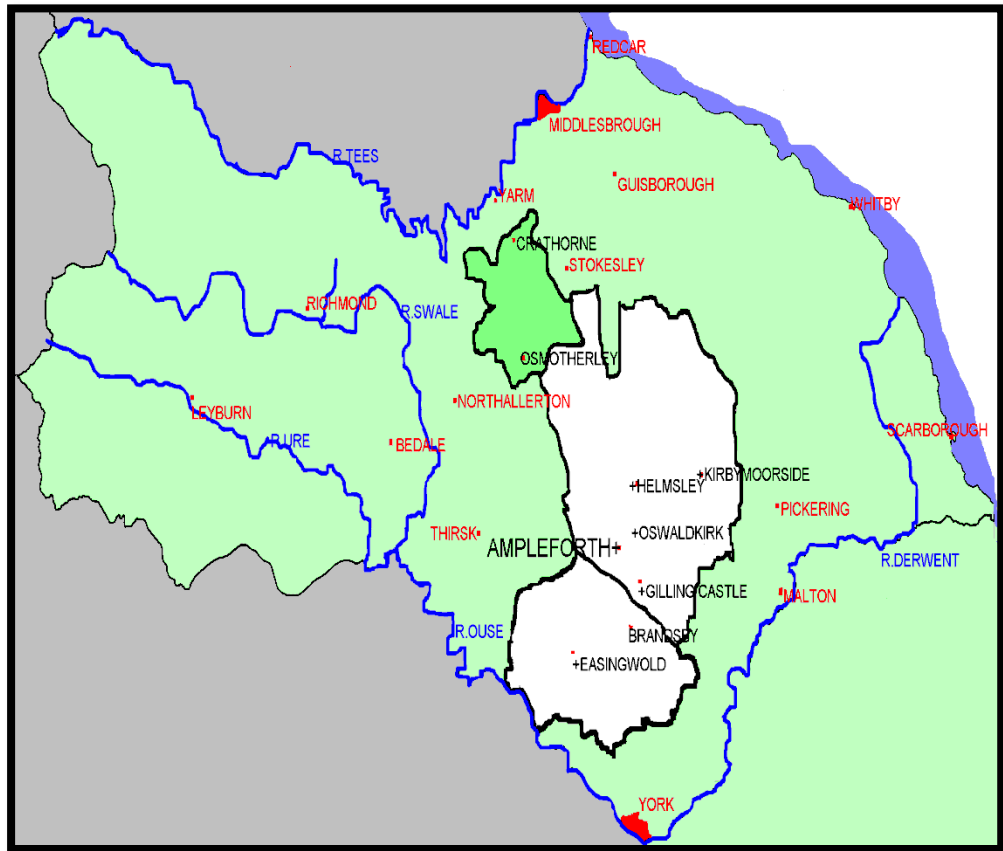 REDCAR
MIDDLESBROUGH
R.TEES
GUISBOROUGH
YARM
WHITBY
CRATHORNE
STOKESLEY
RICHMOND
R.SWALE
OSMOTHERLEY
LEYBURN
NORTHALLERTON
SCARBOROUGH
R.URE
BEDALE
+KIRBYMOORSIDE
+HELMSLEY
PICKERING
THIRSK
+OSWALDKIRK
AMPLEFORTH+
R.DERWENT
+GILLING CASTLE
MALTON
R.OUSE
BRANDSBY
+EASINGWOLD
YORK